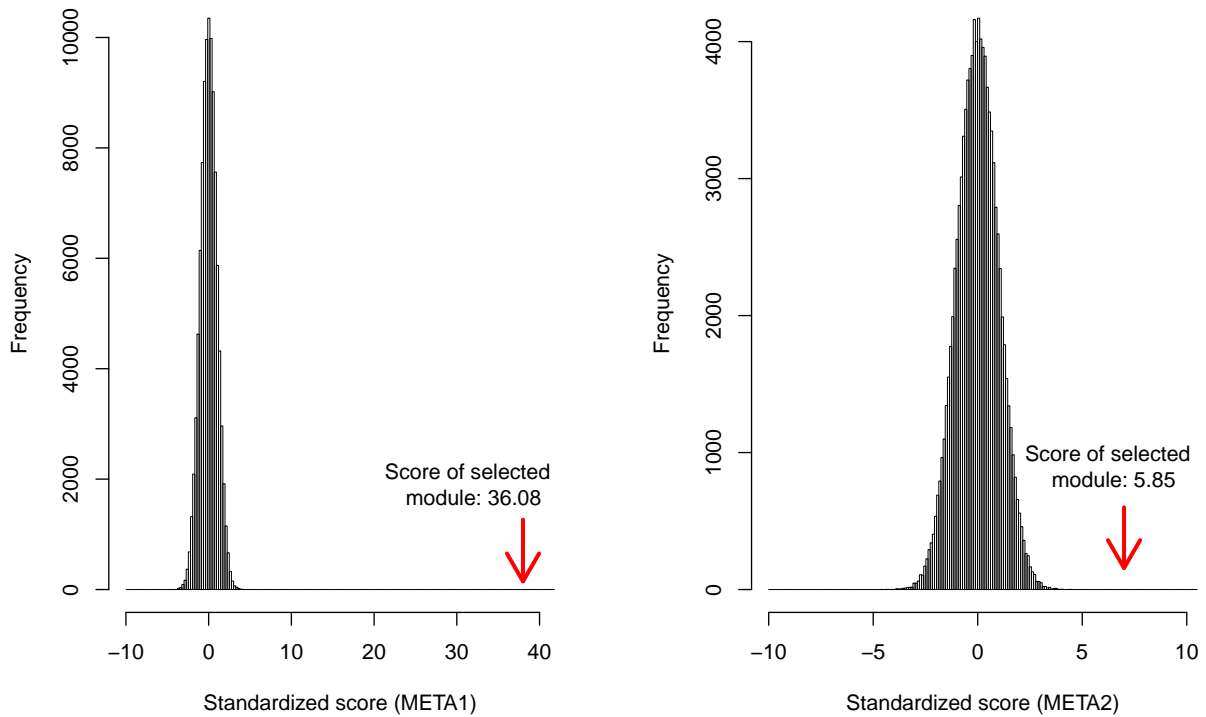 10000
8000
6000
4000
2000
0
Frequency
Score of selected
module: 36.08
−10 0 10 20 30 40
Standardized score (META1)
4000
3000
2000
1000
0
Frequency
Score of selected
module: 5.85
−10 −5 0 5 10
Standardized score (META2)